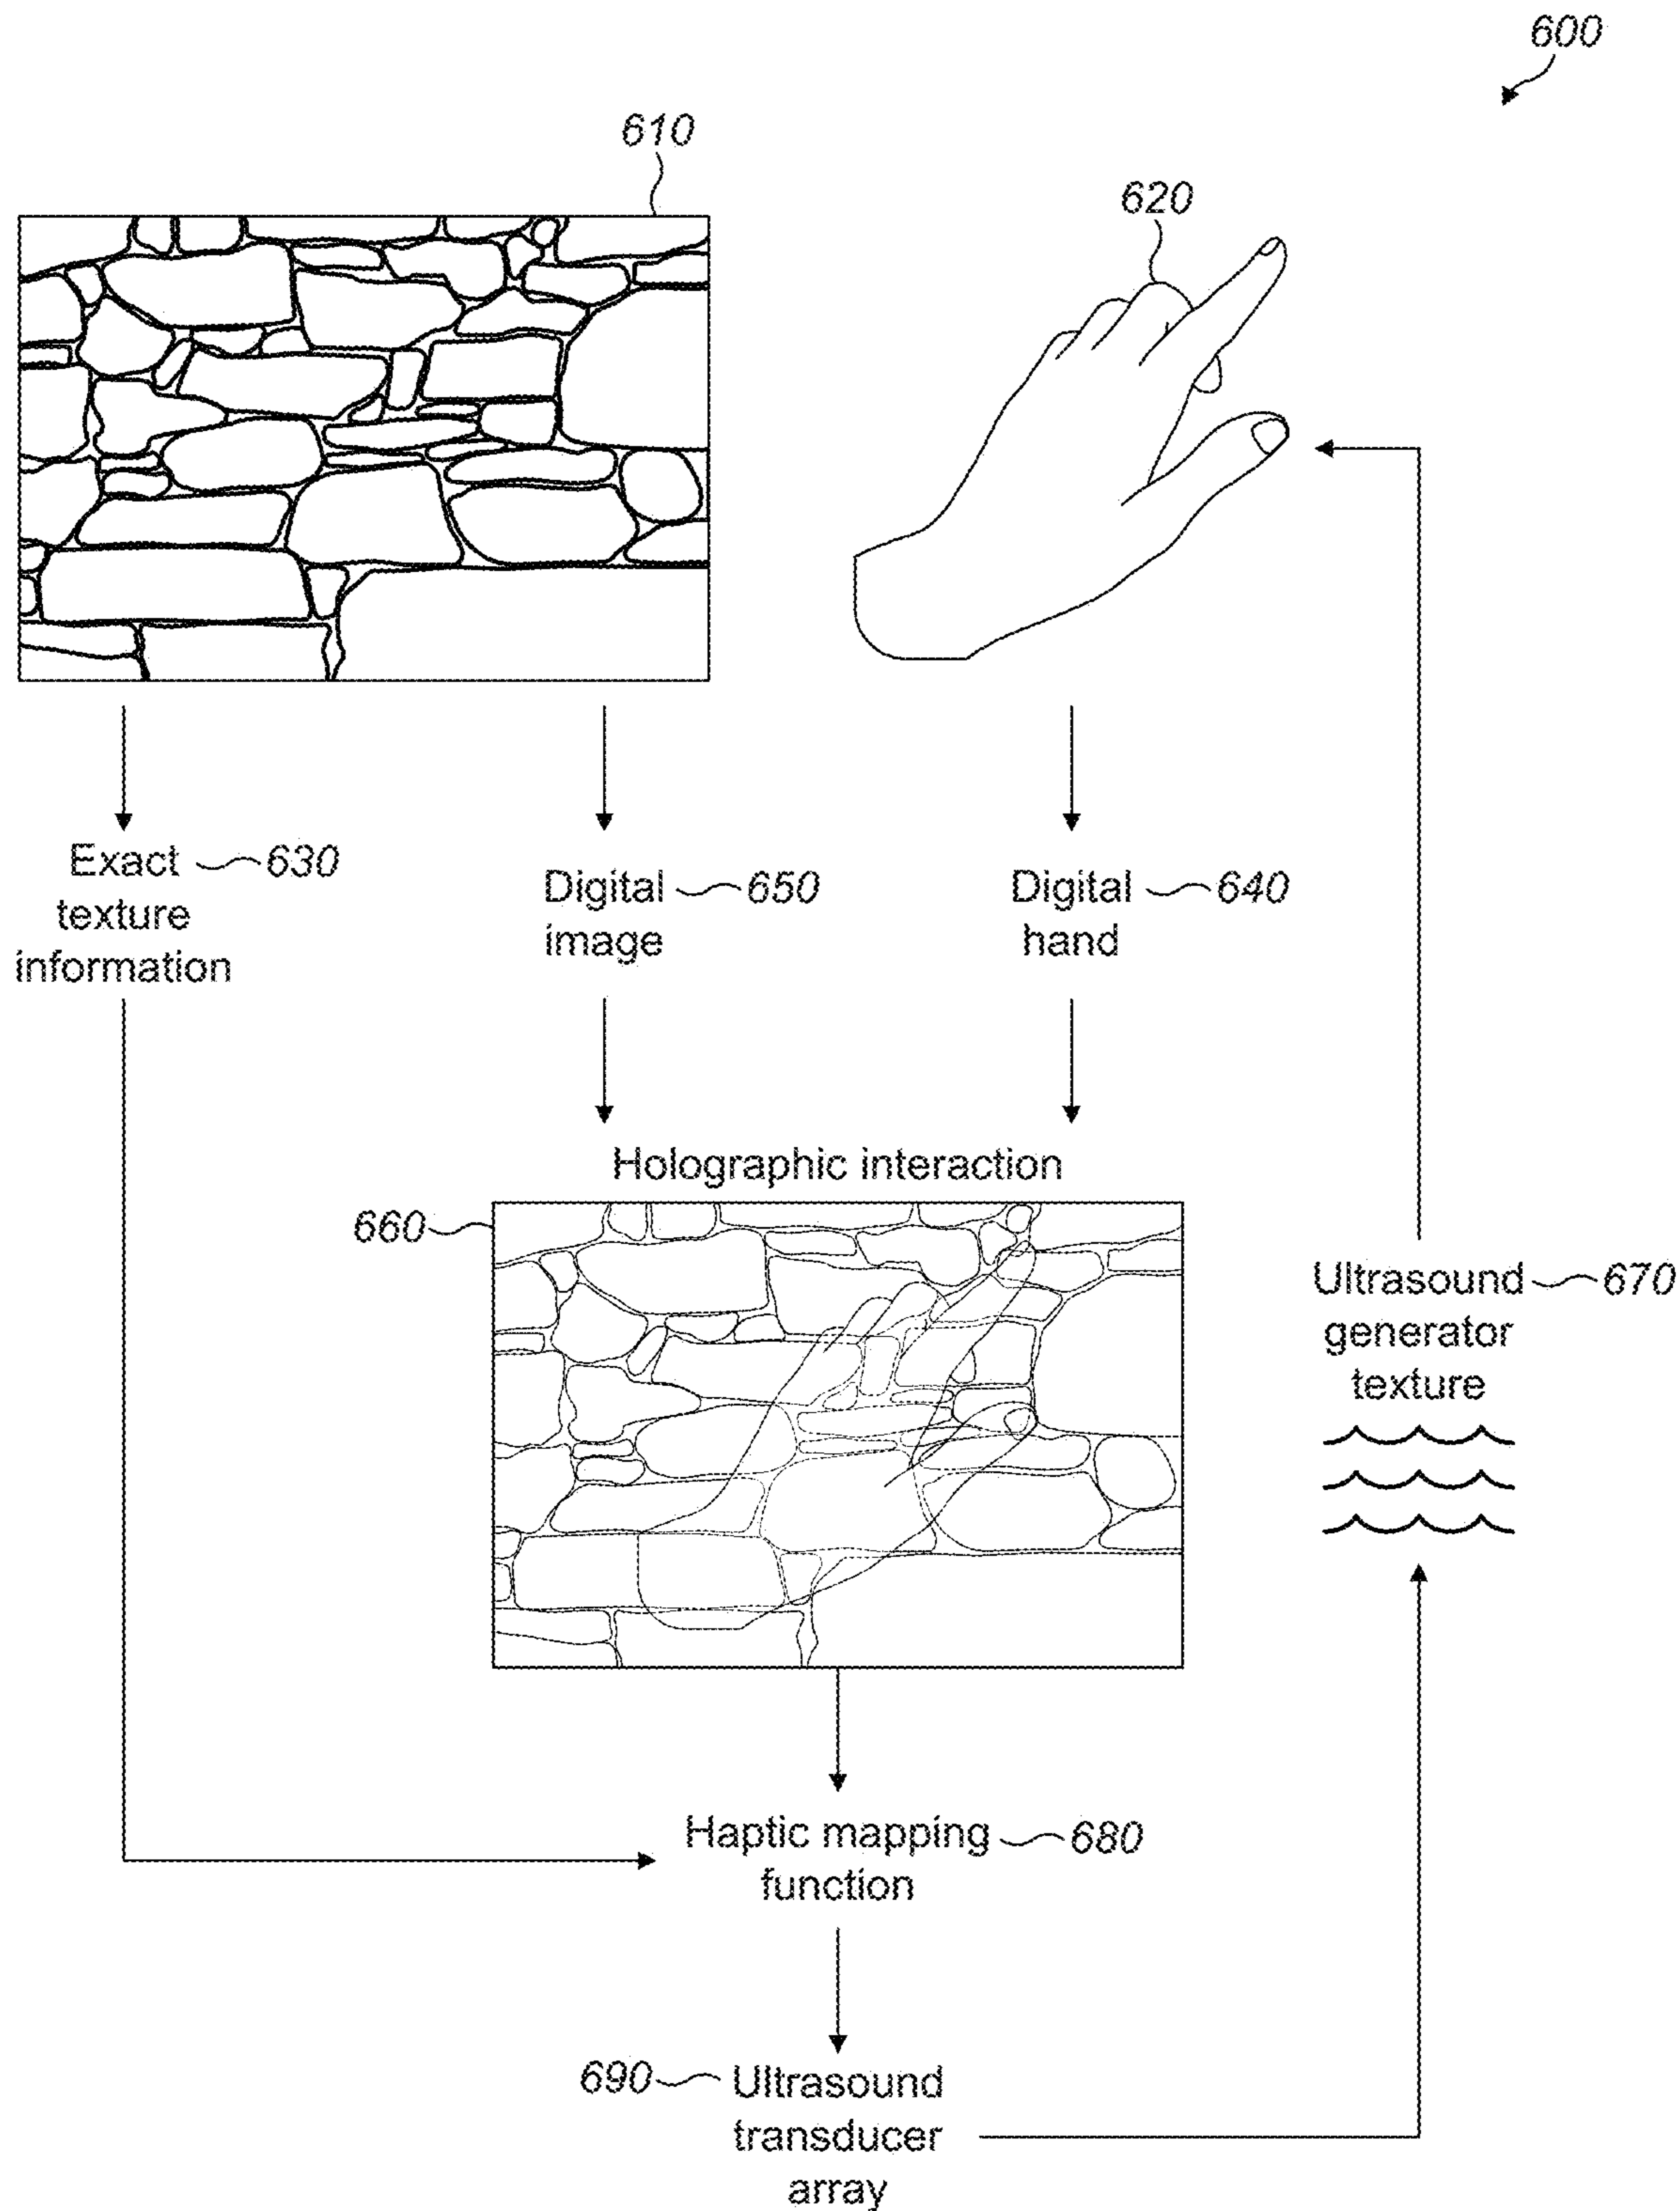 600
610
620
Exact 630
texture
information
Digital 650
image
Digital 640
hand
Holographic interaction
660
Ultrasound 670
generator
texture
Haptic mapping 680
function
690 Ultrasound
transducer
array